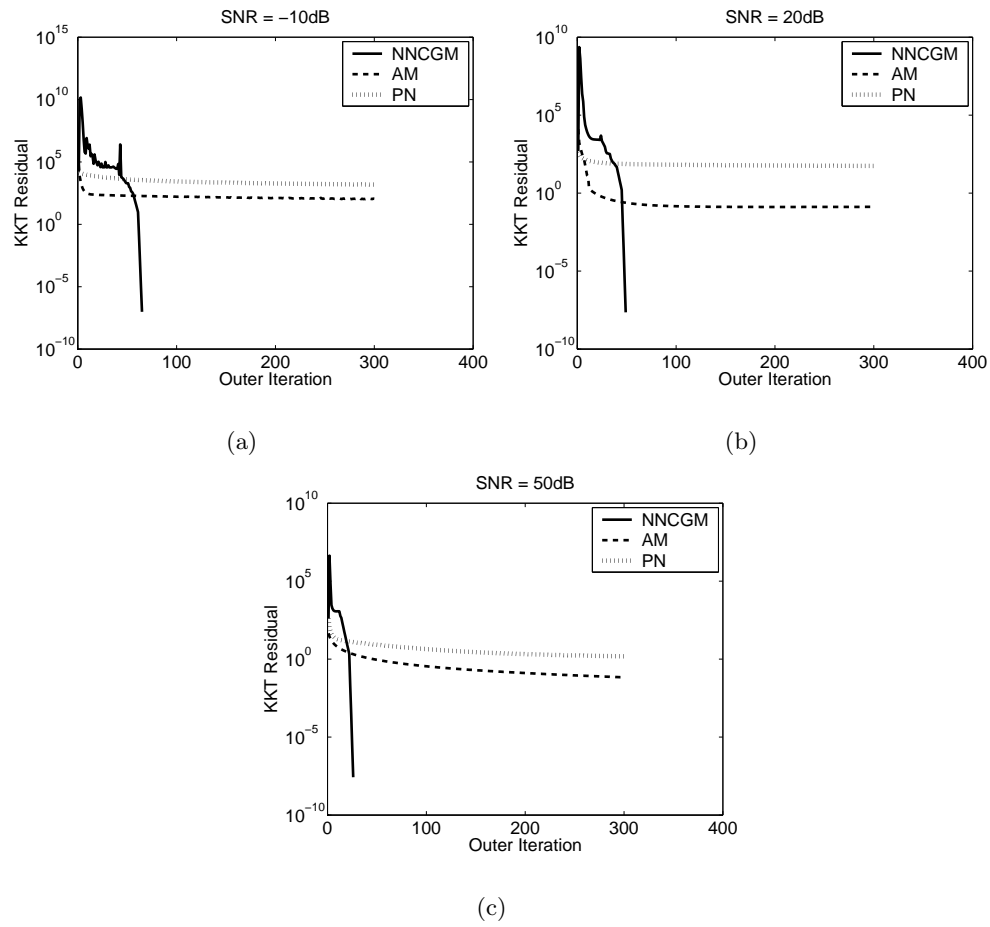 SNR = −10dB
10^15
10^10
10^5
10^0
10^−5
10^−10
KKT Residual
0 100 200 300 400
Outer Iteration
NNCGM
AM
PN
(a)
SNR = 20dB
10^10
10^5
10^0
10^−5
10^−10
KKT Residual
0 100 200 300 400
Outer Iteration
NNCGM
AM
PN
(b)
SNR = 50dB
10^10
10^5
10^0
10^−5
10^−10
KKT Residual
0 100 200 300 400
Outer Iteration
NNCGM
AM
PN
(c)